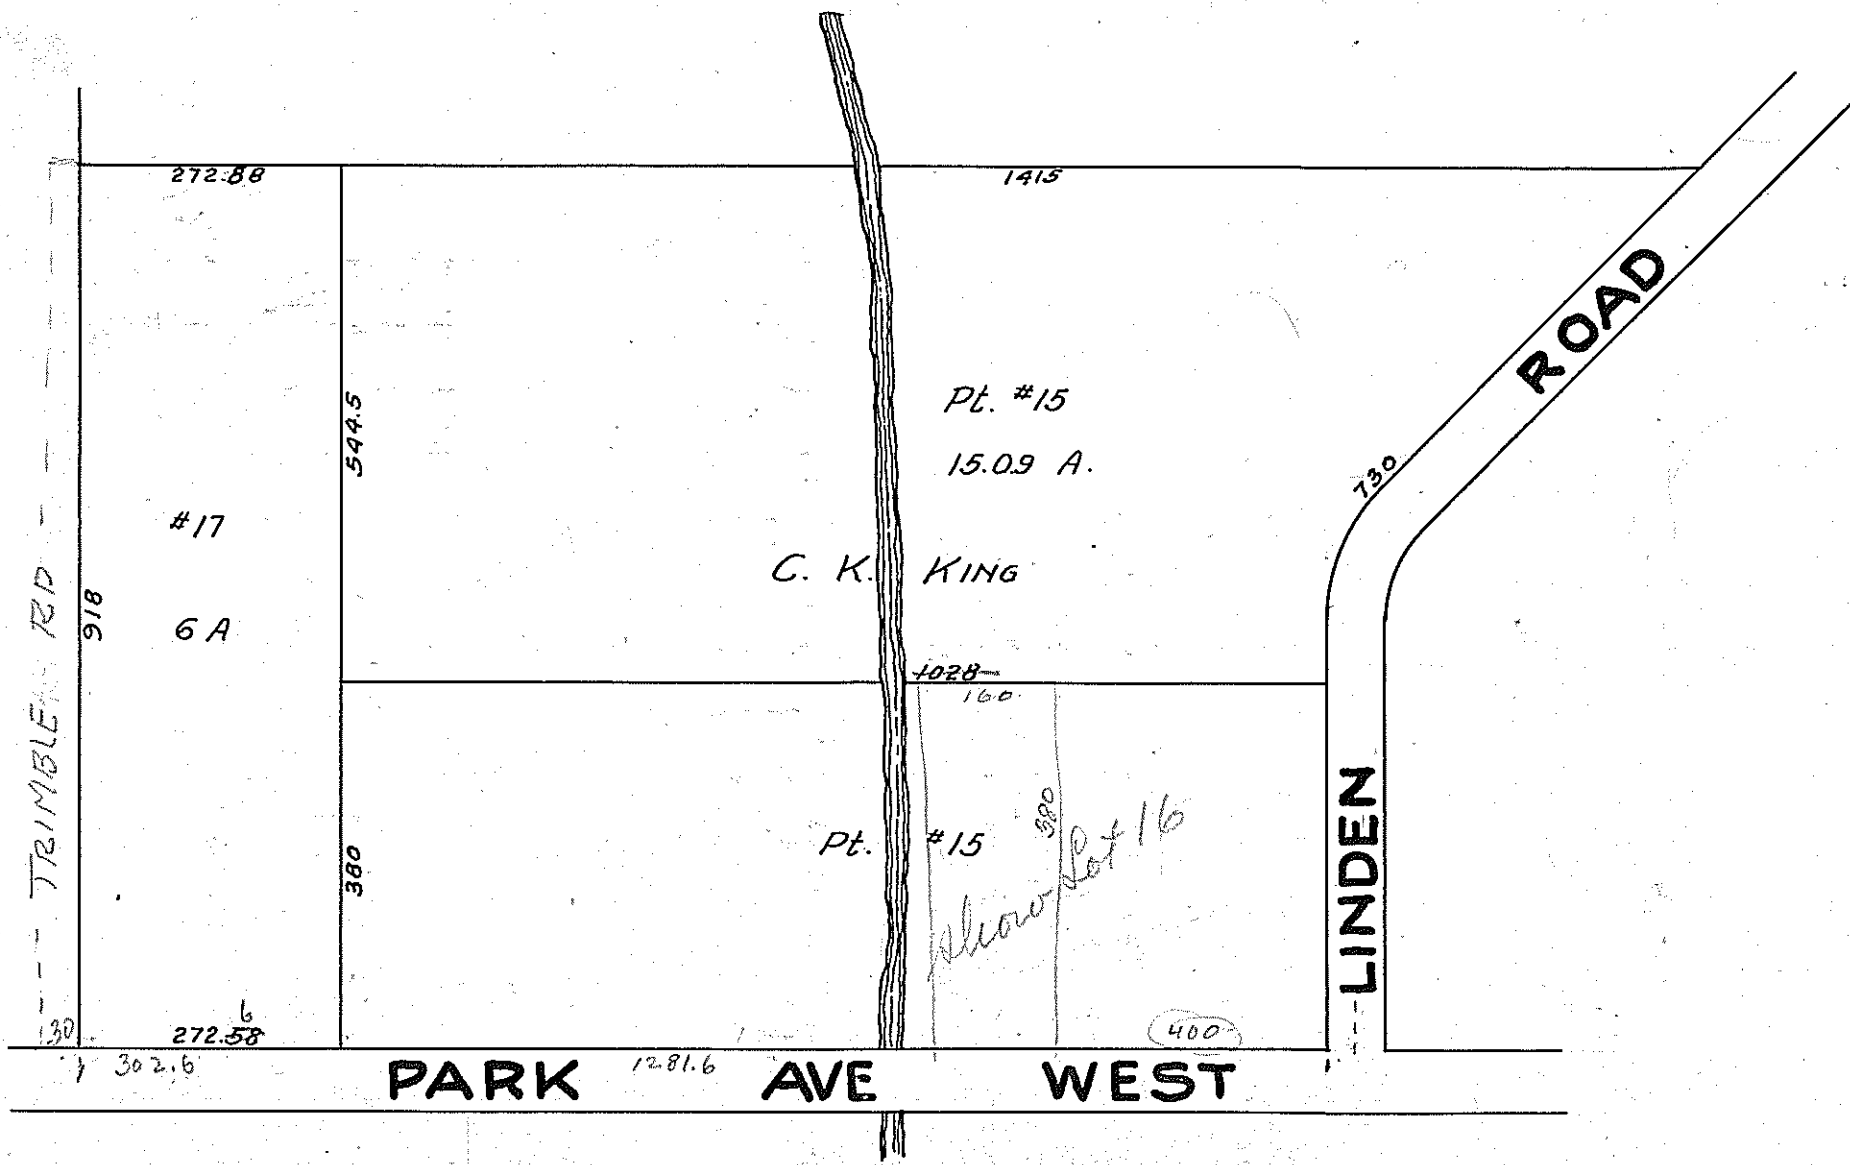 272.88
1415
ROAD
544.5
Pt. #15
15.09 A.
730
#17
C. K. KING
918
6 A
TRIMBLE RD
1028
160
380
380
Pt. #15
Show Lot 16
LINDEN
30
6
272.58
400
302.6
1281.6
PARK AVE WEST